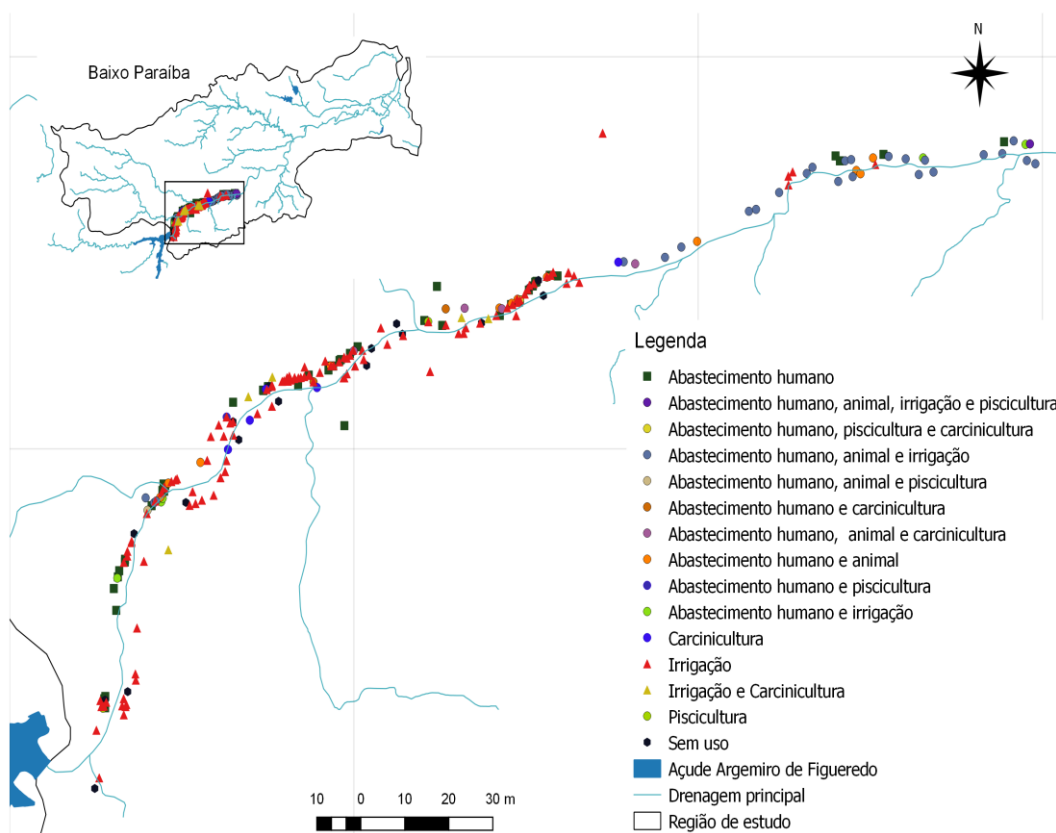 Baixo Paraíba
N
Legenda
Abastecimento humano
Abastecimento humano, animal, irrigação e piscicultura
Abastecimento humano, piscicultura e carcinicultura
Abastecimento humano, animal e irrigação
Abastecimento humano, animal e piscicultura
Abastecimento humano e carcinicultura
Abastecimento humano, animal e carcinicultura
Abastecimento humano e animal
Abastecimento humano e piscicultura
Abastecimento humano e irrigação
Carcinicultura
Irrigação
Irrigação e Carcinicultura
Piscicultura
Sem uso
Açude Argemiro de Figueredo
Drenagem principal
Região de estudo
10 0 10 20 30 m